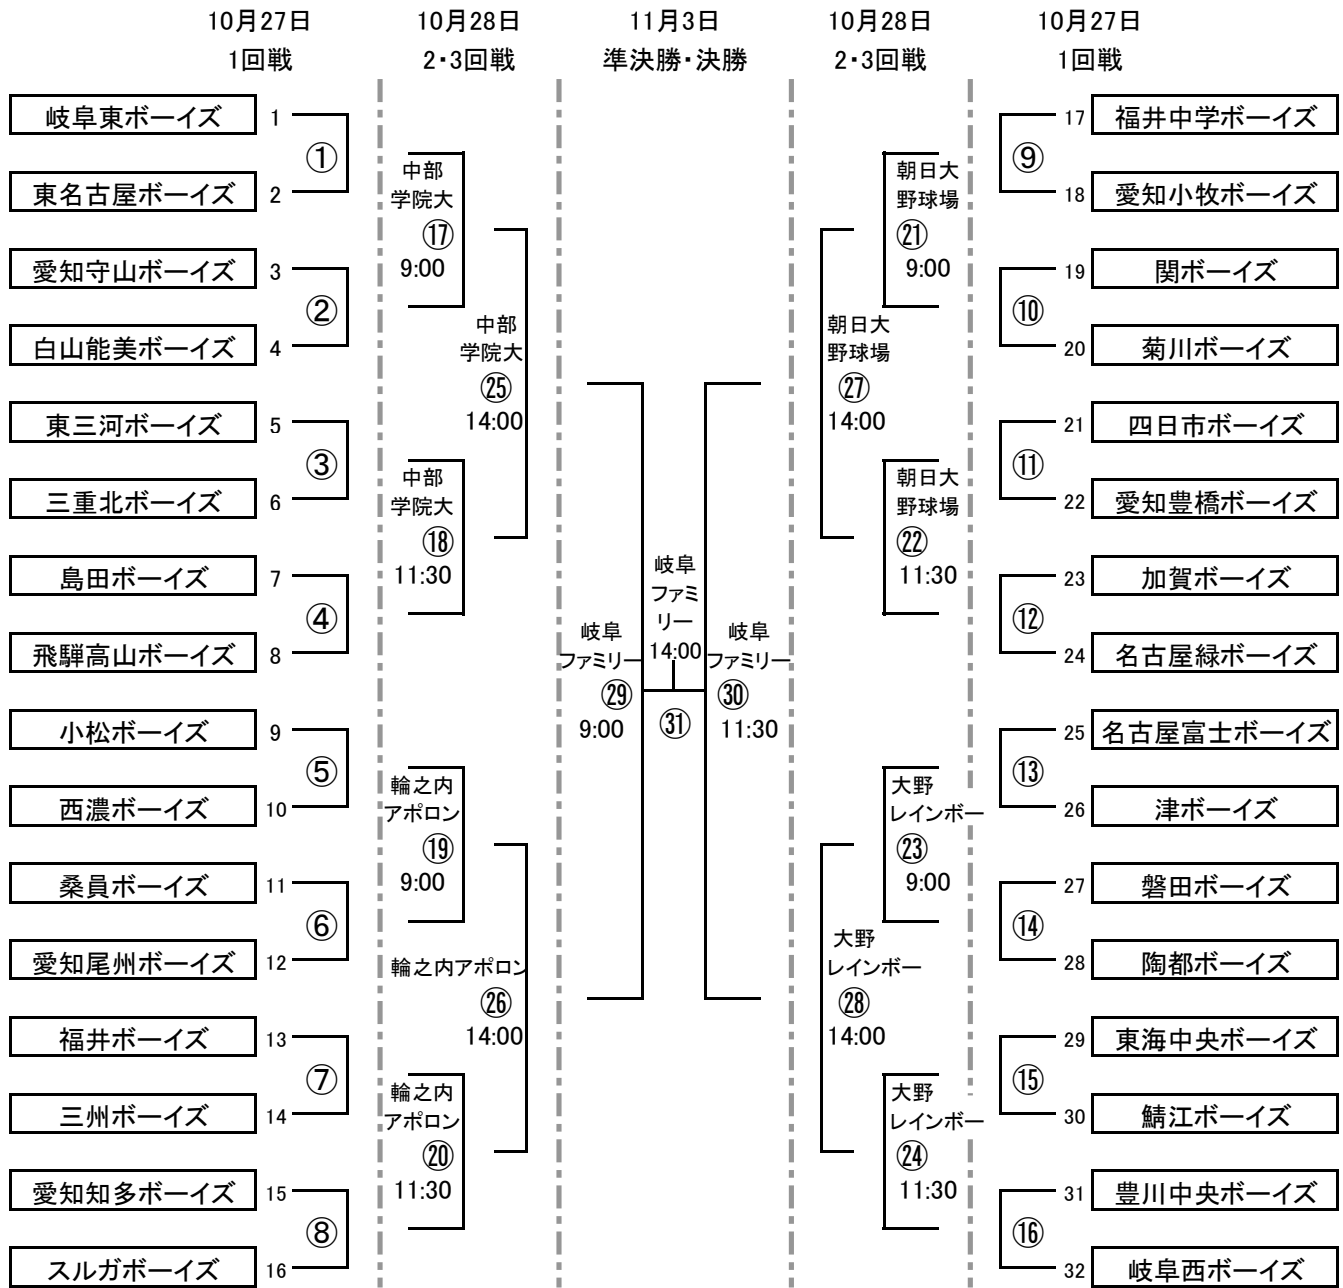 10月27日
1回戦
10月28日
2・3回戦
11月3日
準決勝・決勝
10月28日
2・3回戦
10月27日
1回戦
岐阜東ボーイズ 1
①
東名古屋ボーイズ 2
愛知守山ボーイズ 3
②
白山能美ボーイズ 4
東三河ボーイズ 5
③
三重北ボーイズ 6
島田ボーイズ 7
④
飛騨高山ボーイズ 8
小松ボーイズ 9
⑤
西濃ボーイズ 10
桑員ボーイズ 11
⑥
愛知尾州ボーイズ 12
福井ボーイズ 13
⑦
三州ボーイズ 14
愛知知多ボーイズ 15
⑧
スルガボーイズ 16
中部
学院大
⑰
9:00
中部
学院大
㉕
14:00
中部
学院大
⑱
11:30
輪之内
アポロン
⑲
9:00
輪之内アポロン
㉖
14:00
輪之内
アポロン
⑳
11:30
岐阜
ファミリー
㉙
9:00
岐阜
ファミ
リー
14:00
㉛
岐阜
ファミリー
㉚
11:30
朝日大
野球場
㉑
9:00
朝日大
野球場
㉗
14:00
朝日大
野球場
㉒
11:30
大野
レインボー
㉓
9:00
大野
レインボー
㉘
14:00
大野
レインボー
㉔
11:30
17 福井中学ボーイズ
⑨
18 愛知小牧ボーイズ
19 関ボーイズ
⑩
20 菊川ボーイズ
21 四日市ボーイズ
⑪
22 愛知豊橋ボーイズ
23 加賀ボーイズ
⑫
24 名古屋緑ボーイズ
25 名古屋富士ボーイズ
⑬
26 津ボーイズ
27 磐田ボーイズ
⑭
28 陶都ボーイズ
29 東海中央ボーイズ
⑮
30 鯖江ボーイズ
31 豊川中央ボーイズ
⑯
32 岐阜西ボーイズ